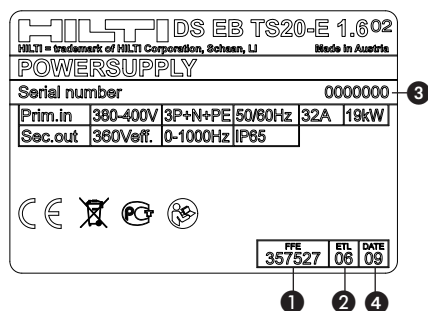 HILTI DS EB TS20-E 1.6 02
HILTI = trademark of HILTI Corporation, Schaan, LI Made in Austria
POWERSUPPLY
Serial number 0000000 3
Prim.in 380-400V 3P+N+PE 50/60Hz 32A 19kW
Sec.out 360Veff. 0-1000Hz IP65
CE PCT
FFE ETL DATE
357527 06 09
1 2 4